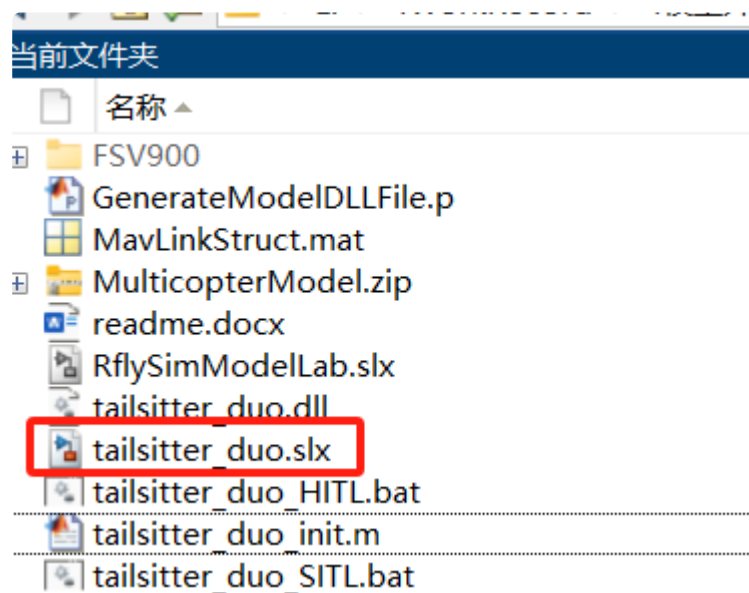 当前文件夹
名称
FSV900
GenerateModelDLLFile.p
MavLinkStruct.mat
MulticopterModel.zip
readme.docx
RflySimModelLab.slx
tailsitter_duo.dll
tailsitter_duo.slx
tailsitter_duo_HITL.bat
tailsitter_duo_init.m
tailsitter_duo_SITL.bat